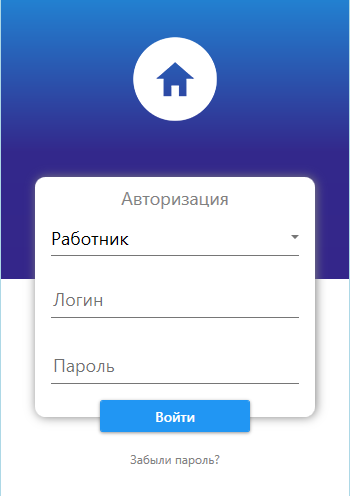 Авторизация
Работник
Логин
Пароль
Войти
Забыли пароль?